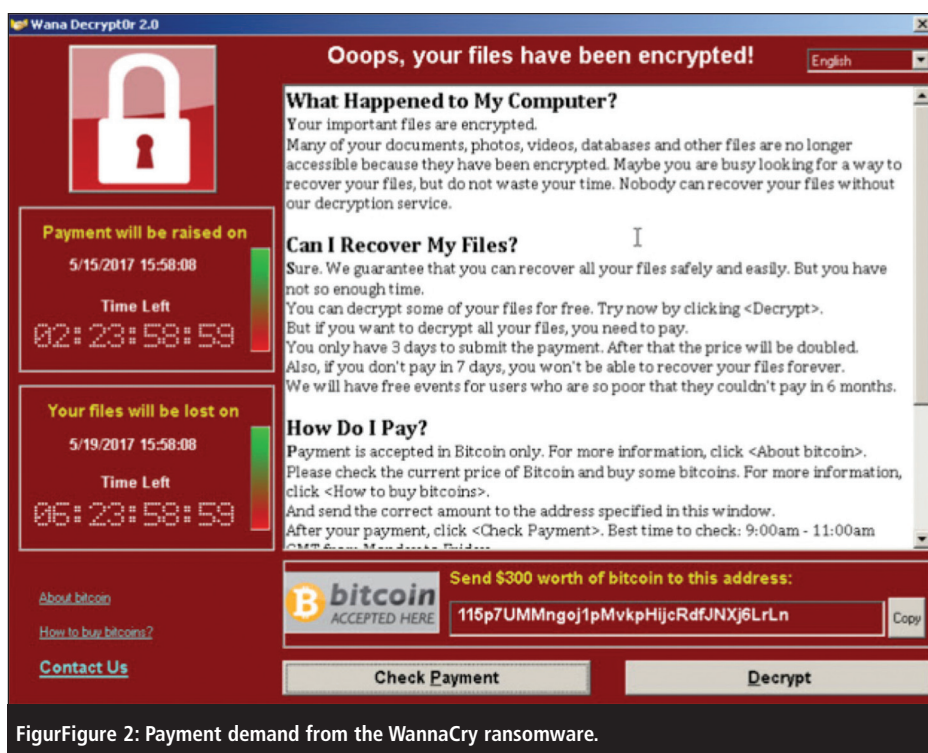 Wana Decrypt0r 2.0
Ooops, your files have been encrypted!
English
What Happened to My Computer?
Your important files are encrypted.
Many of your documents, photos, videos, databases and other files are no longer
accessible because they have been encrypted. Maybe you are busy looking for a way to
recover your files, but do not waste your time. Nobody can recover your files without
our decryption service.
Can I Recover My Files?
Sure. We guarantee that you can recover all your files safely and easily. But you have
not so enough time.
You can decrypt some of your files for free. Try now by clicking <Decrypt>.
But if you want to decrypt all your files, you need to pay.
You only have 3 days to submit the payment. After that the price will be doubled.
Also, if you don't pay in 7 days, you won't be able to recover your files forever.
We will have free events for users who are so poor that they couldn't pay in 6 months.
How Do I Pay?
Payment is accepted in Bitcoin only. For more information, click <About bitcoin>.
Please check the current price of Bitcoin and buy some bitcoins. For more information,
click <How to buy bitcoins>.
And send the correct amount to the address specified in this window.
After your payment, click <Check Payment>. Best time to check: 9:00am - 11:00am
GMT from Monday to Friday.
Payment will be raised on
5/15/2017 15:58:08
Time Left
02:23:58:59
Your files will be lost on
5/19/2017 15:58:08
Time Left
06:23:58:59
About bitcoin
How to buy bitcoins?
Contact Us
bitcoin
ACCEPTED HERE
Send $300 worth of bitcoin to this address:
115p7UMMngoj1pMvkpHijcRdfJNXj6LrLn
Copy
Check Payment
Decrypt
FigurFigure 2: Payment demand from the WannaCry ransomware.